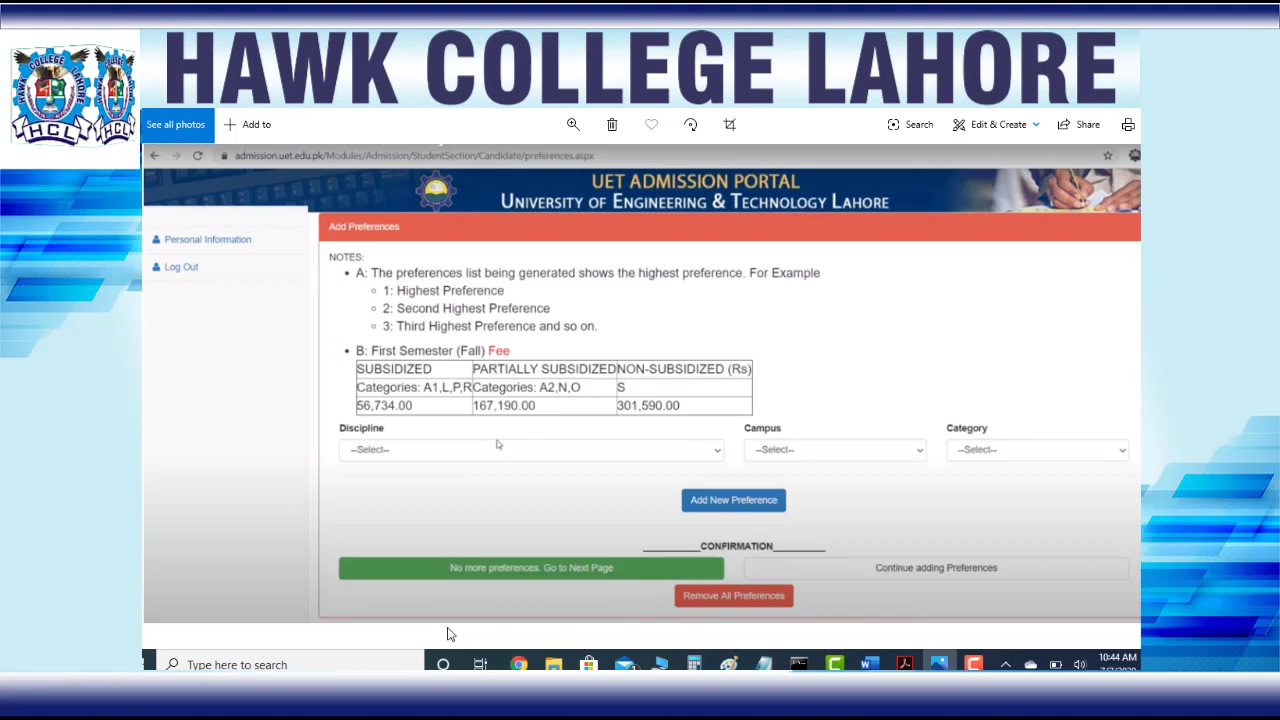 HAWK COLLEGE LAHORE
HAWK COLLEGE LAHORE
HCL
HCL
See all photos
Add to
Search
Edit & Create
Share
admission.uet.edu.pk/Modules/Admission/StudentSection/Candidate/preferences.aspx
UET ADMISSION PORTAL
UNIVERSITY OF ENGINEERING & TECHNOLOGY LAHORE
Personal Information
Log Out
Add Preferences
NOTES:
A: The preferences list being generated shows the highest preference. For Example
1: Highest Preference
2: Second Highest Preference
3: Third Highest Preference and so on.
B: First Semester (Fall) Fee
SUBSIDIZED PARTIALLY SUBSIDIZED NON-SUBSIDIZED (Rs)
Categories: A1,L,P,R Categories: A2,N,O S
56,734.00 167,190.00 301,590.00
Discipline Campus Category
--Select-- --Select-- --Select--
Add New Preference
CONFIRMATION
No more preferences. Go to Next Page Continue adding Preferences
Remove All Preferences
Type here to search
10:44 AM